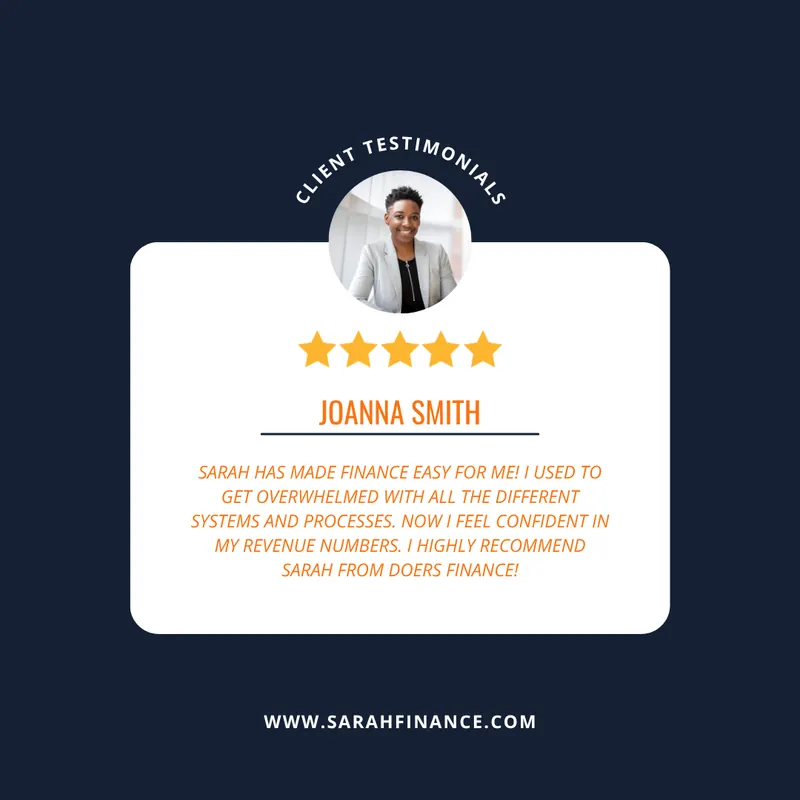 CLIENT TESTIMONIALS
JOANNA SMITH
SARAH HAS MADE FINANCE EASY FOR ME! I USED TO
GET OVERWHELMED WITH ALL THE DIFFERENT
SYSTEMS AND PROCESSES. NOW I FEEL CONFIDENT IN
MY REVENUE NUMBERS. I HIGHLY RECOMMEND
SARAH FROM DOERS FINANCE!
WWW.SARAHFINANCE.COM